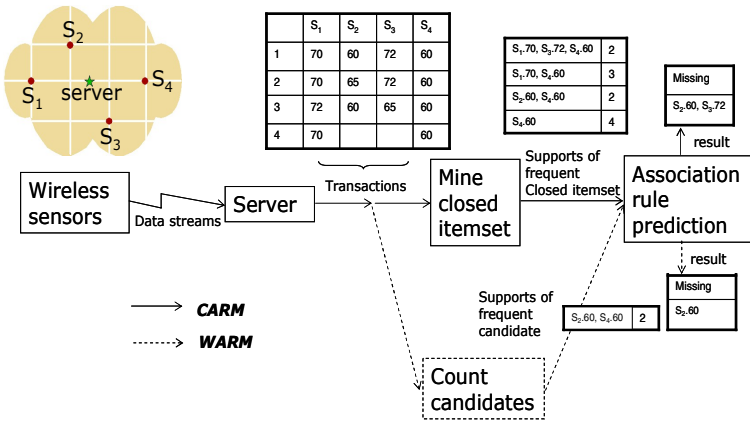 S2
S1
server
S4
S3
S1 S2 S3 S4
1 70 60 72 60
2 70 65 72 60
3 72 60 65 60
4 70 60
S1.70, S3.72, S4.60 2
S1.70, S4.60 3
S2.60, S4.60 2
S4.60 4
Missing
S2.60, S3.72
result
Wireless
sensors
Data streams
Server
Transactions
Mine
closed
itemset
Supports of
frequent
Closed itemset
Association
rule
prediction
result
Missing
S2.60
Supports of
frequent
candidate
S2.60, S4.60 2
CARM
WARM
Count
candidates